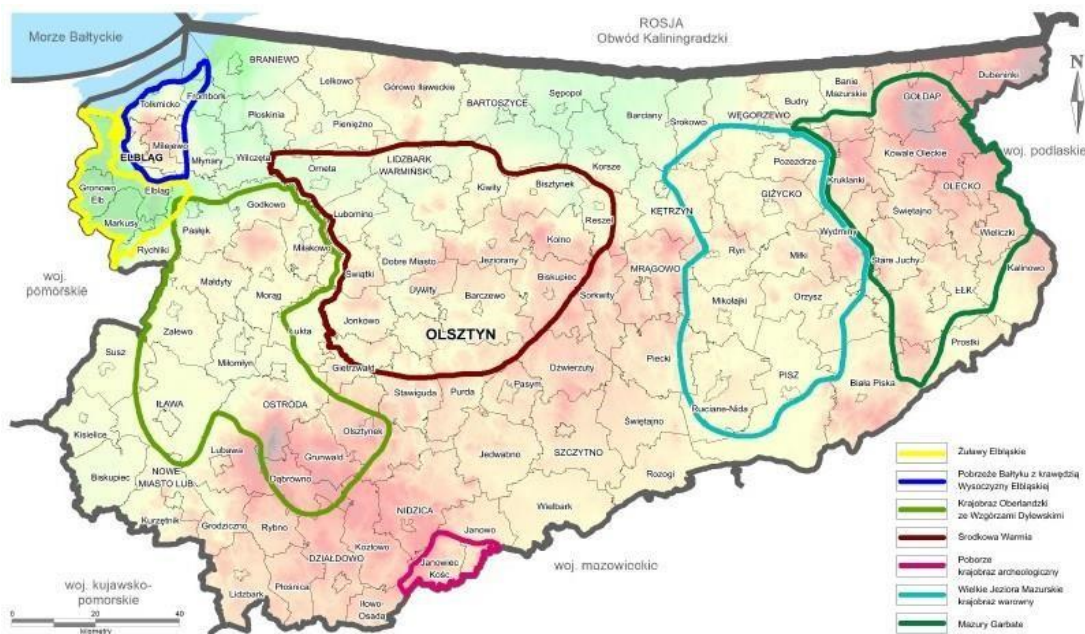 Morze Bałtyckie
ROSJA
Obwód Kaliningradzki
N
BRANIEWO
Lelkowo
Górowo Iławeckie
Sępopol
Banie
Mazurskie
Dubeninki
Frombork
Tolkmicko
Płoskinia
Pieniężno
BARTOSZYCE
Barciany
Srokowo
WĘGORZEWO
Budry
GOŁDAP
Milejewo
ELBLĄG
Młynary
Wilczęta
Orneta
LIDZBARK
WARMIŃSKI
Kiwity
Bisztynek
Korsze
Pozezdrze
Kruklanki
Kowale Oleckie
woj. podlaskie
Gronowo
Elb
Elbląg
Markusy
Rychliki
Pasłęk
Godkowo
Lubomino
Reszel
KĘTRZYN
GIŻYCKO
Świętajno
OLECKO
Wieliczki
Miłakowo
Świątki
Dobre Miasto
Jeziorany
Kolno
Biskupiec
Sorkwity
MRĄGOWO
Ryn
Miłki
Wydminy
Stare Juchy
Kalinowo
woj.
pomorskie
Małdyty
Morąg
Dywity
Barczewo
Mikołajki
Orzysz
EŁK
Zalewo
Łukta
Jonkowo
OLSZTYN
Susz
Miłomłyn
Gietrzwałd
Stawiguda
Purda
Pasym
Dźwierzuty
Piecki
PISZ
Biała Piska
Prostki
IŁAWA
OSTRÓDA
Olsztynek
Ruciane-Nida
Kisielice
Lubawa
Grunwald
Jedwabno
SZCZYTNO
Świętajno
Biskupiec
NOWE
MIASTO LUB.
Dąbrówno
Rozogi
Kurzętnik
Grodziczno
Rybno
NIDZICA
Wielbark
Kozłowo
Janowo
DZIAŁDOWO
Janowiec
Kośc.
woj. mazowieckie
woj. kujawsko-
pomorskie
Lidzbark
Płośnica
Iłowo-
Osada
0 20 40
kilometry
Żuławy Elbląskie
Pobrzeże Bałtyku z krawędzią
Wysoczyzny Elbląskiej
Krajobraz Oberlandzki
ze Wzgórzami Dylewskimi
Środkowa Warmia
Poborze
krajobraz archeologiczny
Wielkie Jeziora Mazurskie
krajobraz warowny
Mazury Garbate